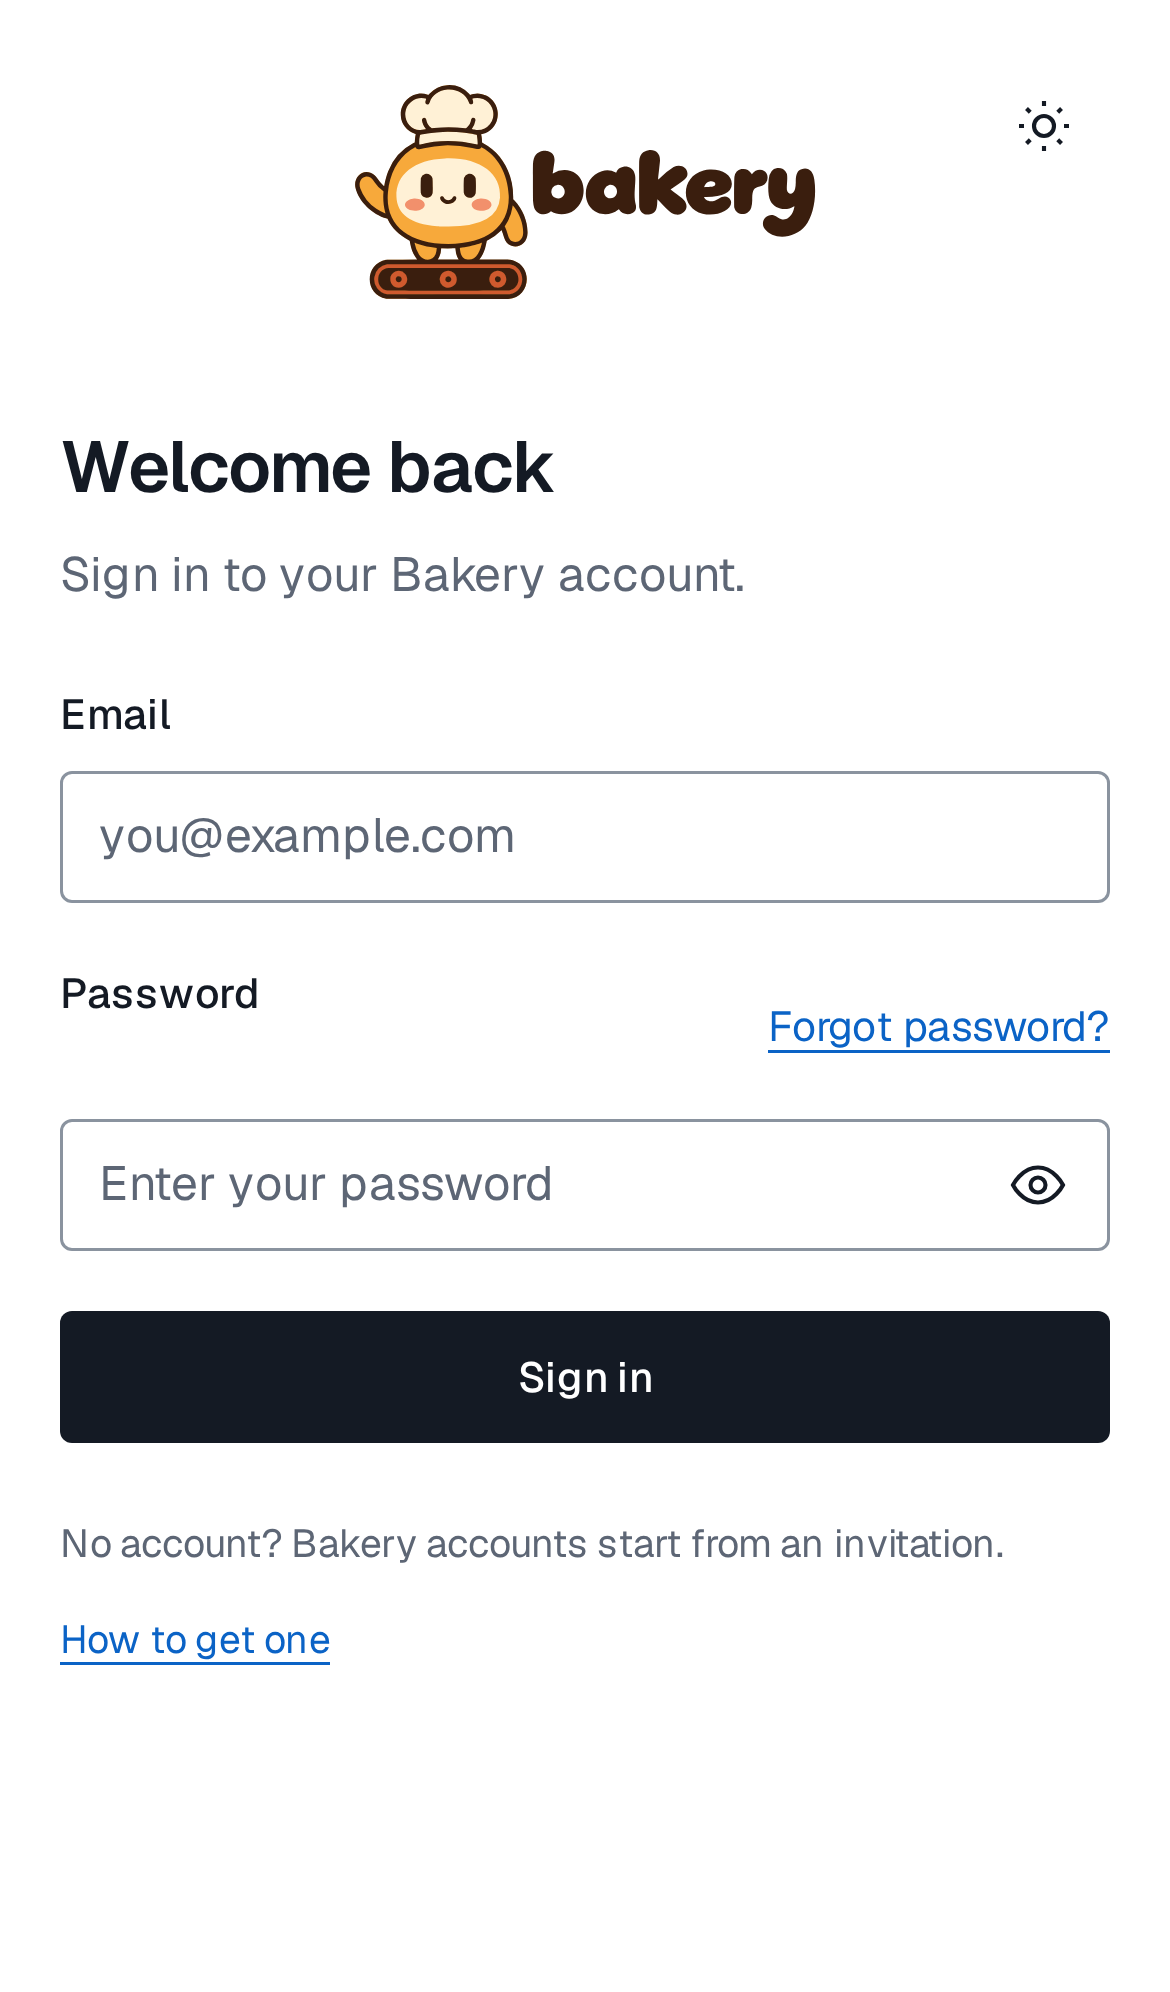 bakery
Welcome back
Sign in to your Bakery account.
Email
you@example.com
Password
Forgot password?
Enter your password
Sign in
No account? Bakery accounts start from an invitation.
How to get one